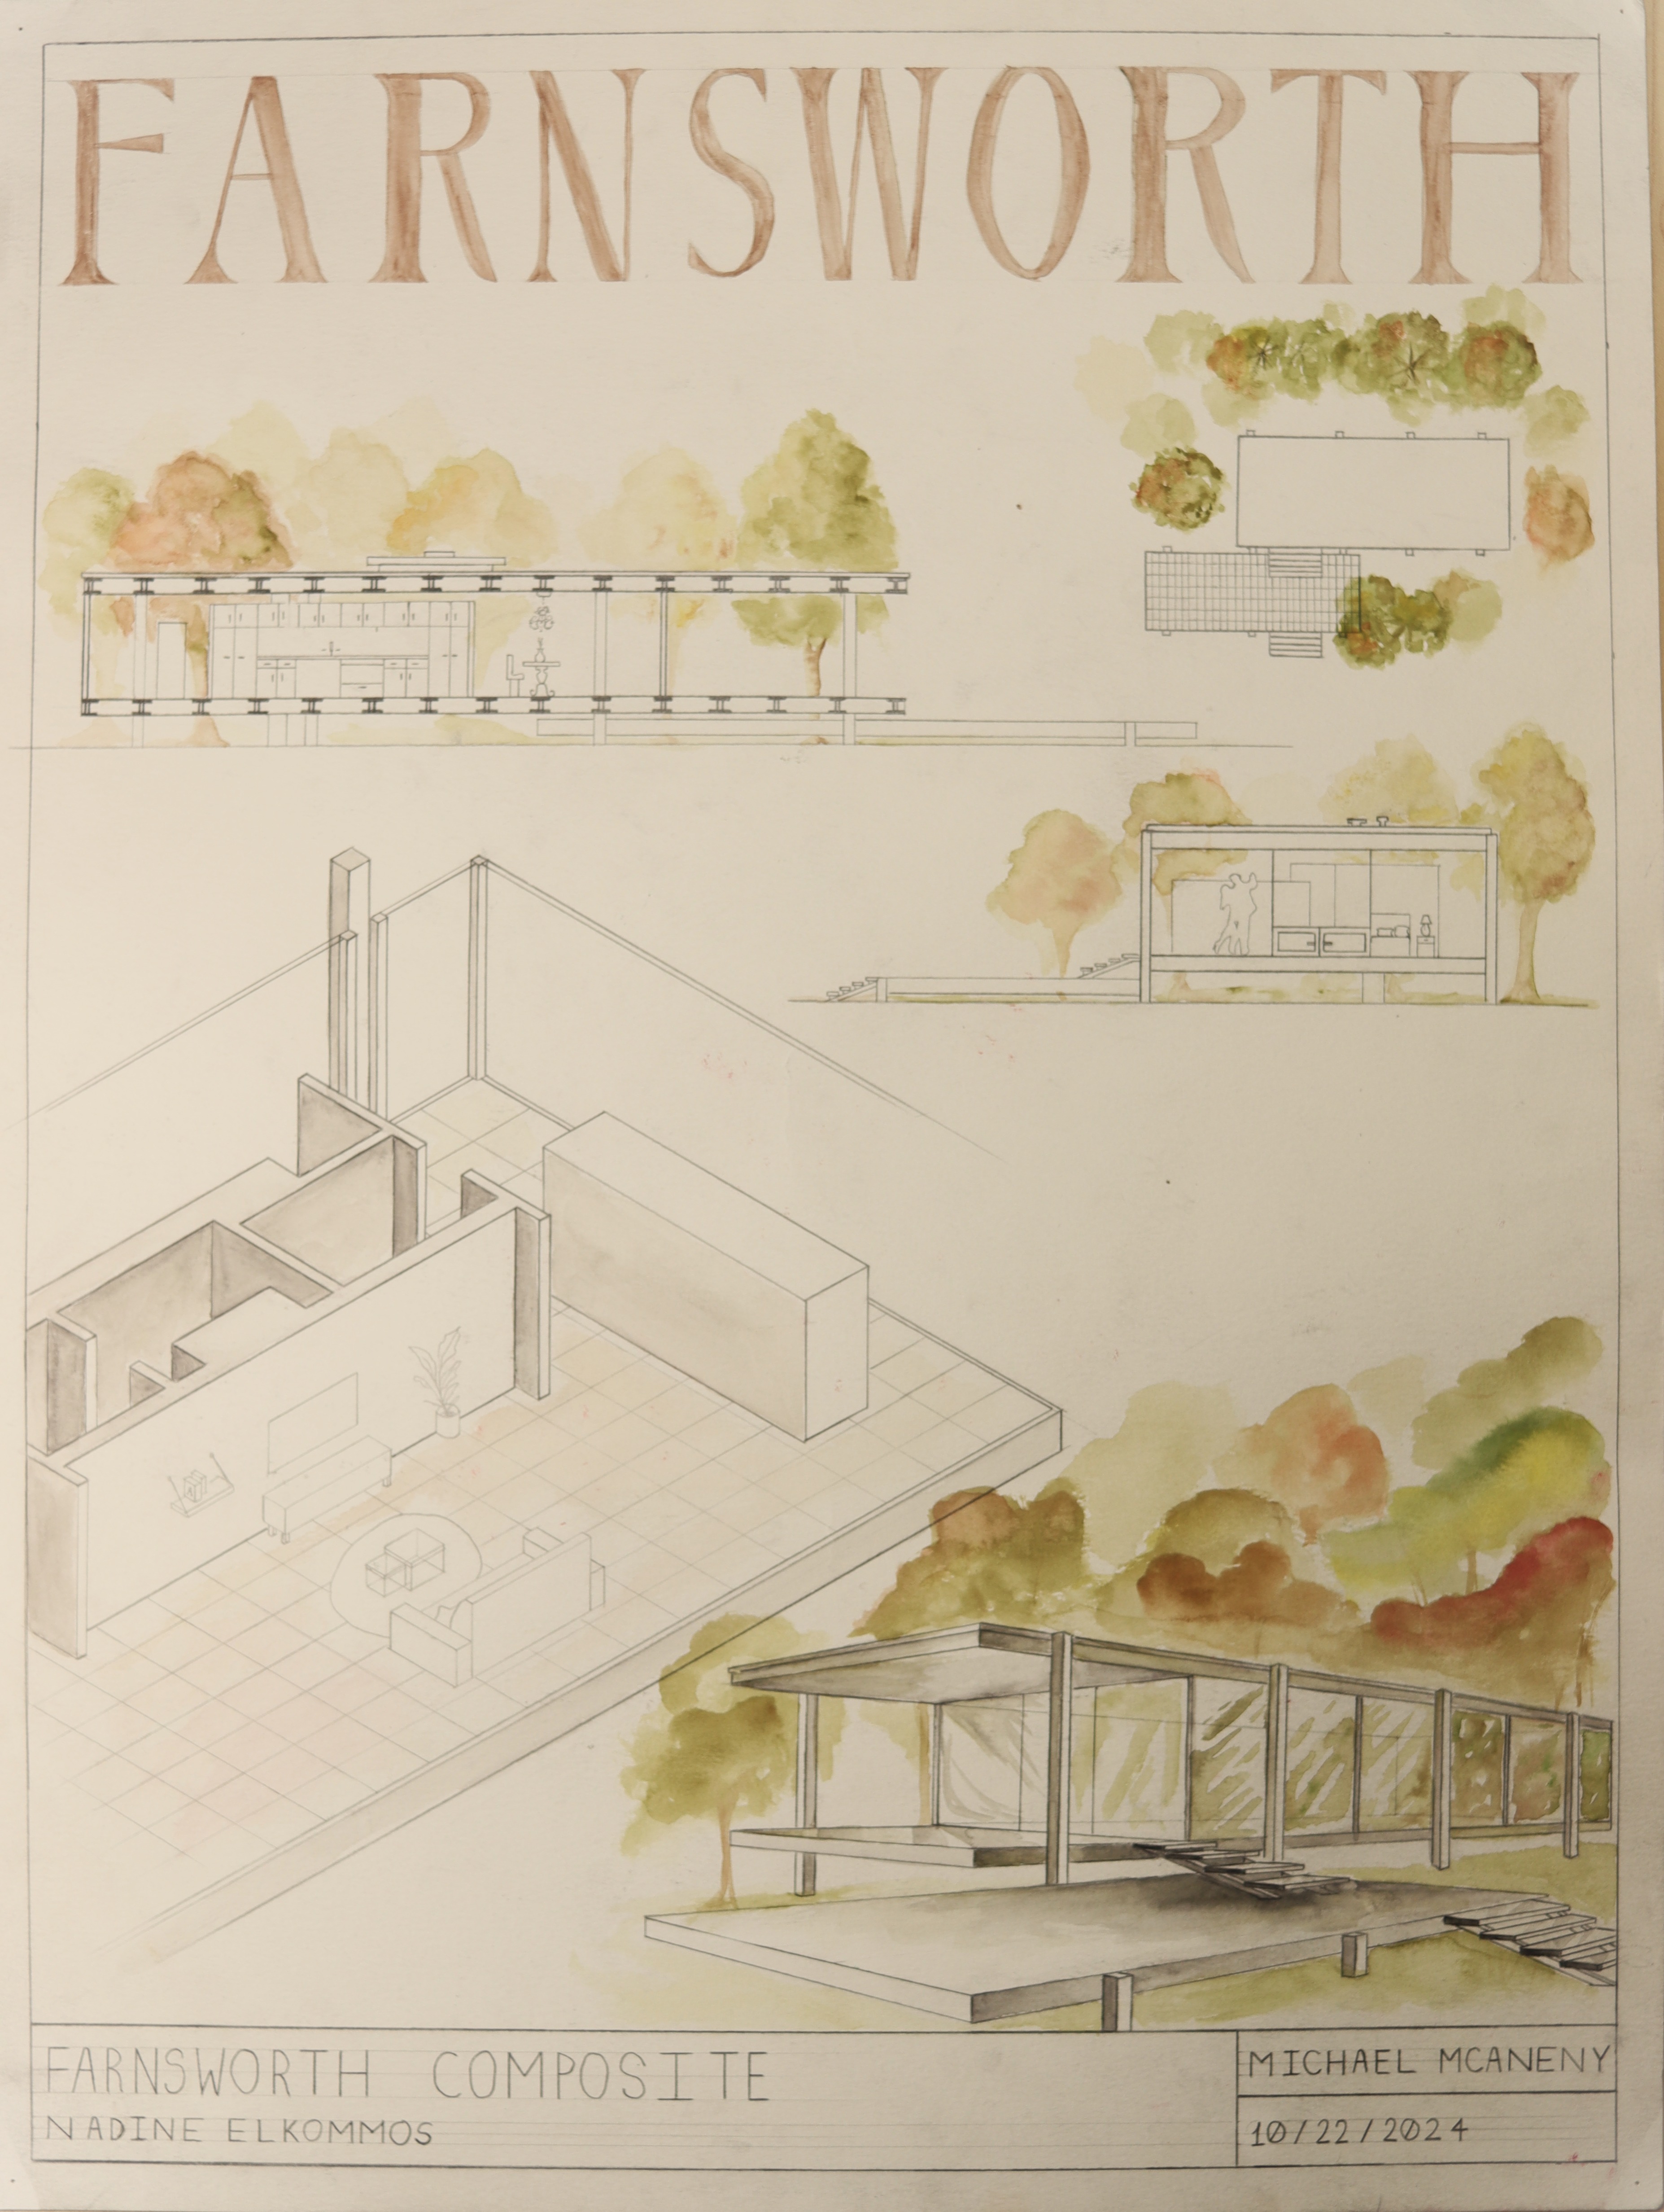 FARNSWORTH
FARNSWORTH COMPOSITE
NADINE ELKOMMOS
MICHAEL MCANENY
10/22/2024